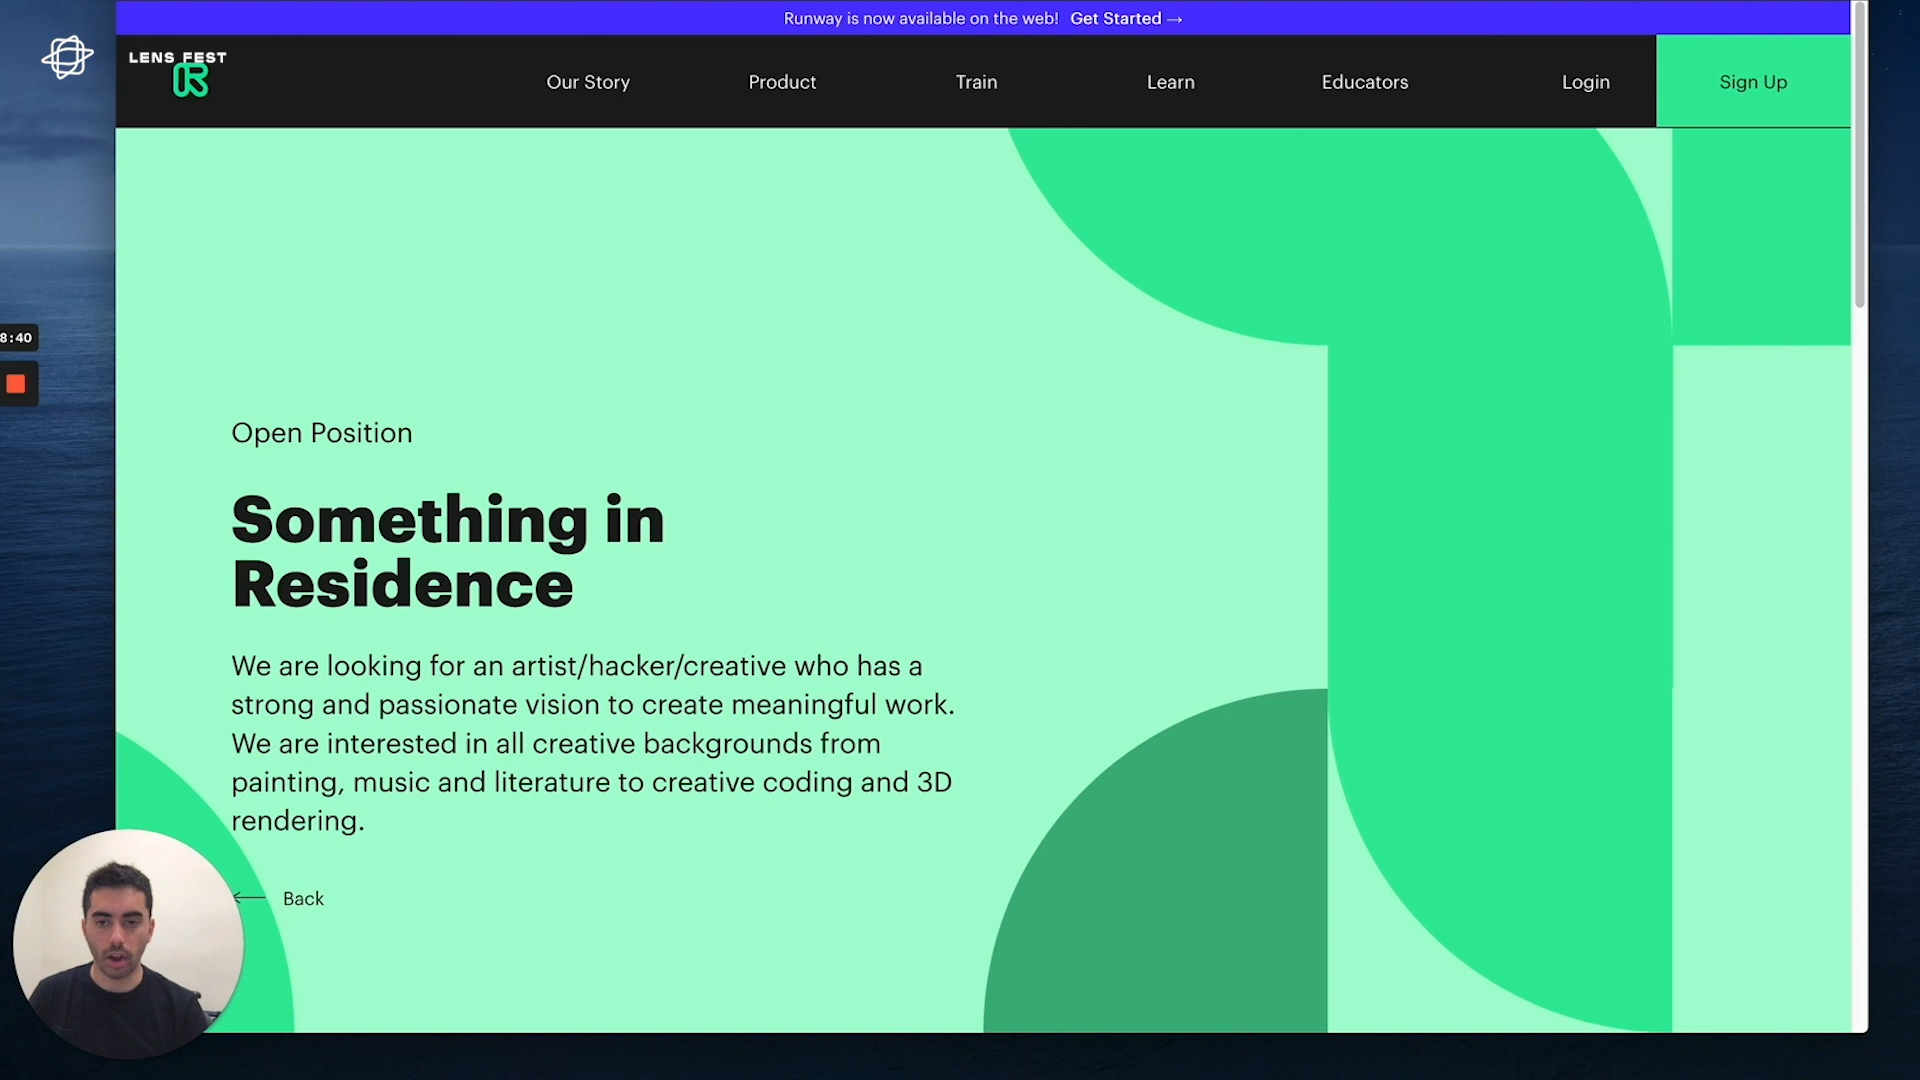 Runway is now available on the web! Get Started →
LENS FEST
Our Story Product Train Learn Educators Login Sign Up
8:40
Open Position
Something in
Residence
We are looking for an artist/hacker/creative who has a
strong and passionate vision to create meaningful work.
We are interested in all creative backgrounds from
painting, music and literature to creative coding and 3D
rendering.
← Back